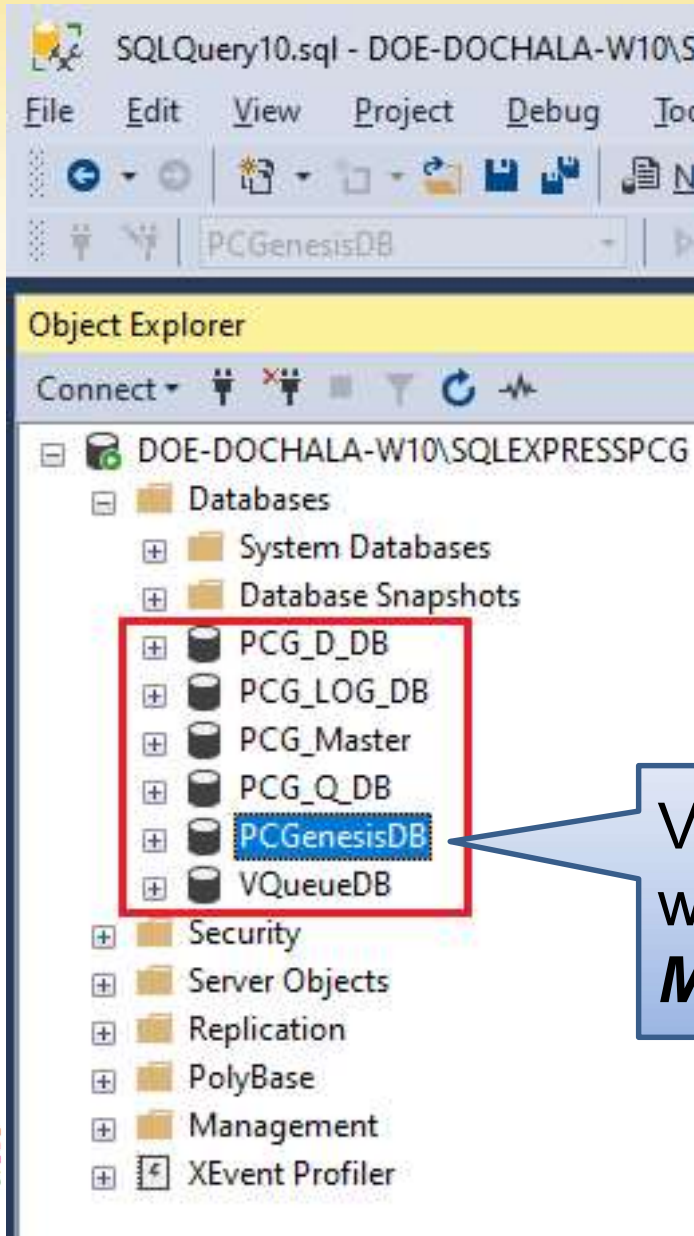 SQLQuery10.sql - DOE-DOCHALA-W10\S
File Edit View Project Debug
PCGenesisDB
Object Explorer
Connect
DOE-DOCHALA-W10\SQLEXPRESSPCG
Databases
System Databases
Database Snapshots
PCG_D_DB
PCG_LOG_DB
PCG_Master
PCG_Q_DB
PCGenesisDB
VQueueDB
Security
Server Objects
Replication
PolyBase
Management
XEvent Profiler